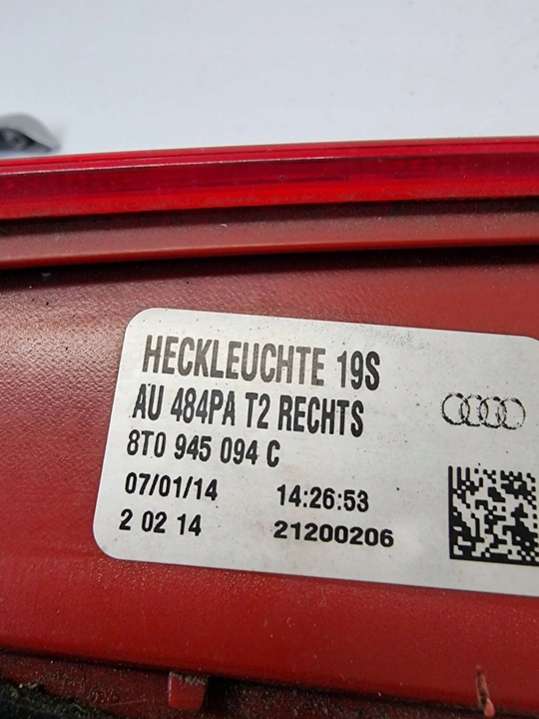 HECKLEUCHTE 19S
AU 484PA T2 RECHTS
8T0 945 094 C
07/01/14 14:26:53
2 02 14 21200206